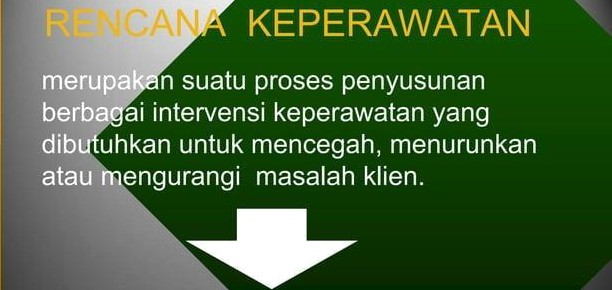 RENCANA KEPERAWATAN
merupakan suatu proses penyusunan
berbagai intervensi keperawatan yang
dibutuhkan untuk mencegah, menurunkan
atau mengurangi masalah klien.